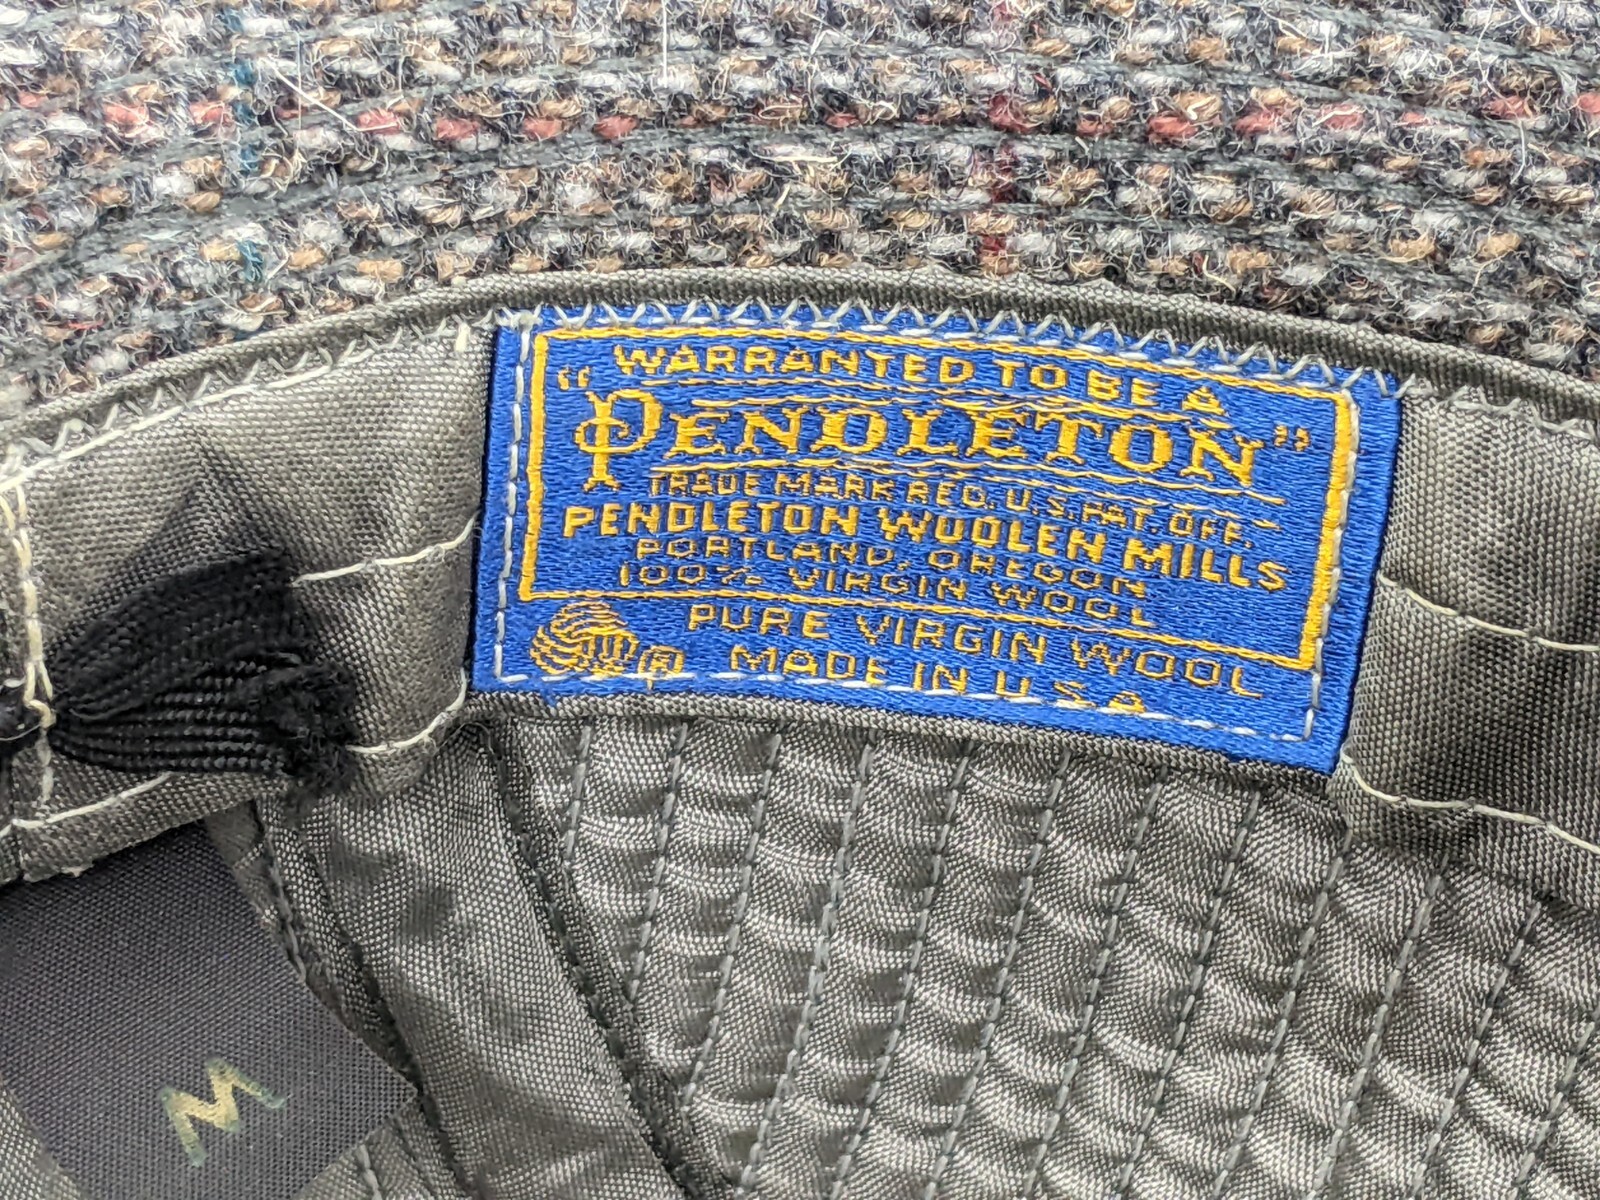 WARRANTED TO BE A
"PENDLETON"
TRADE MARK REG. U.S. PAT. OFF.
PENDLETON WOOLEN MILLS
PORTLAND, OREGON
100% VIRGIN WOOL
PURE VIRGIN WOOL
® MADE IN U.S.A
M